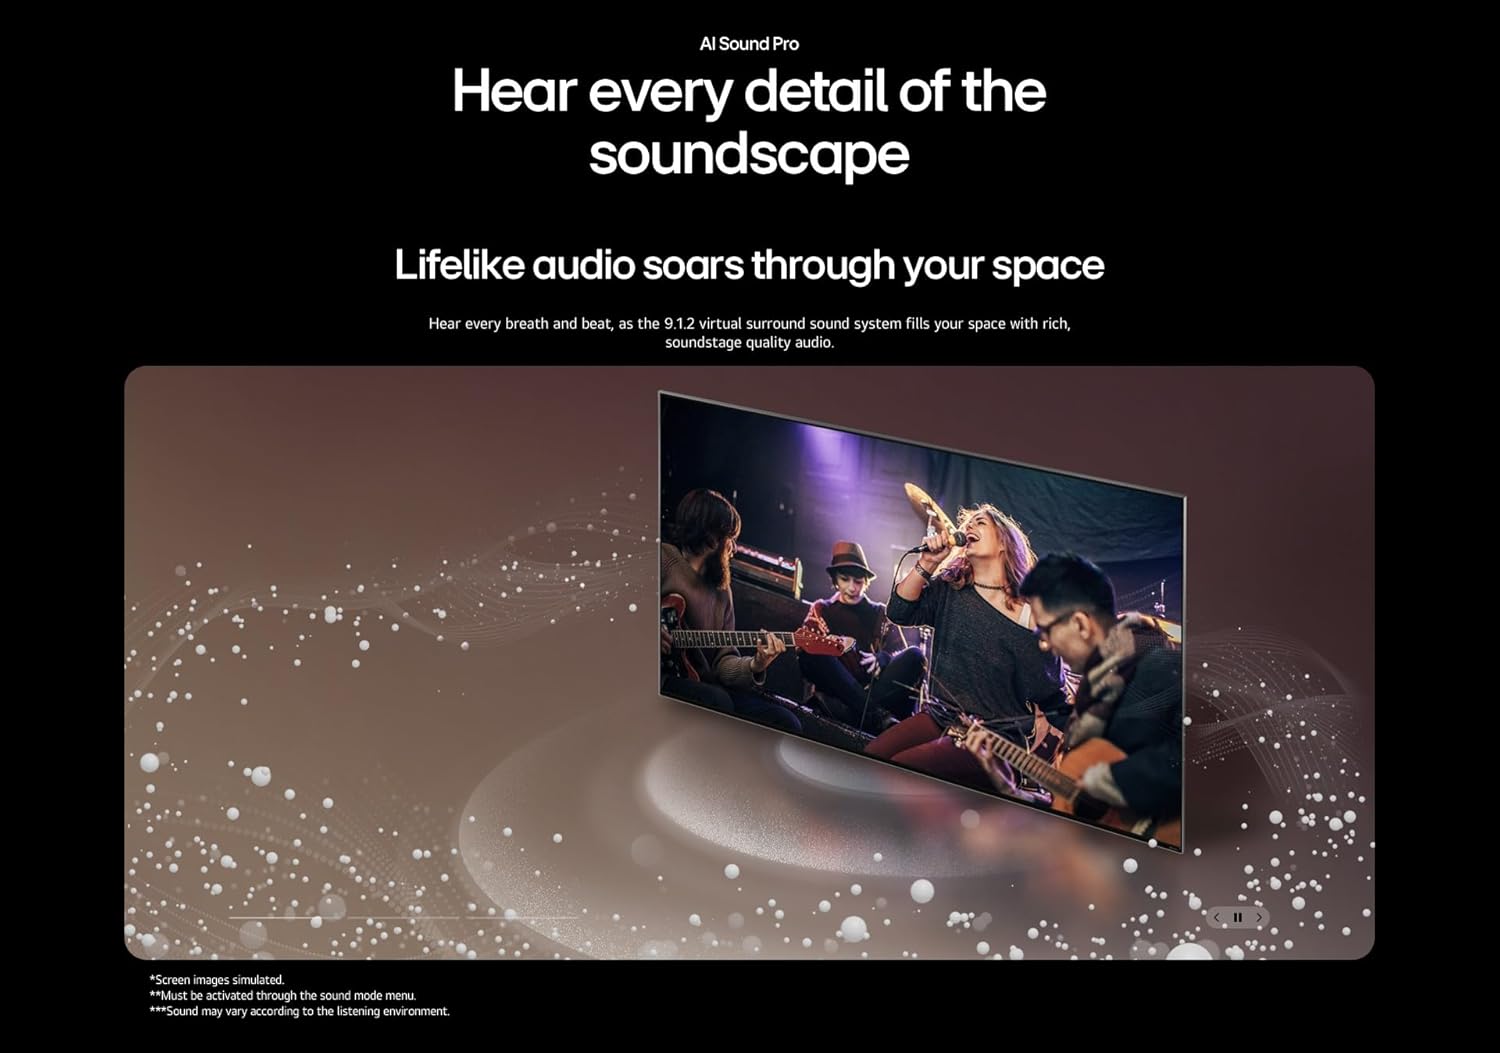 AI Sound Pro
Hear every detail of the
soundscape
Lifelike audio soars through your space
Hear every breath and beat, as the 9.1.2 virtual surround sound system fills your space with rich,
soundstage quality audio.
*Screen images simulated.
**Must be activated through the sound mode menu.
***Sound may vary according to the listening environment.